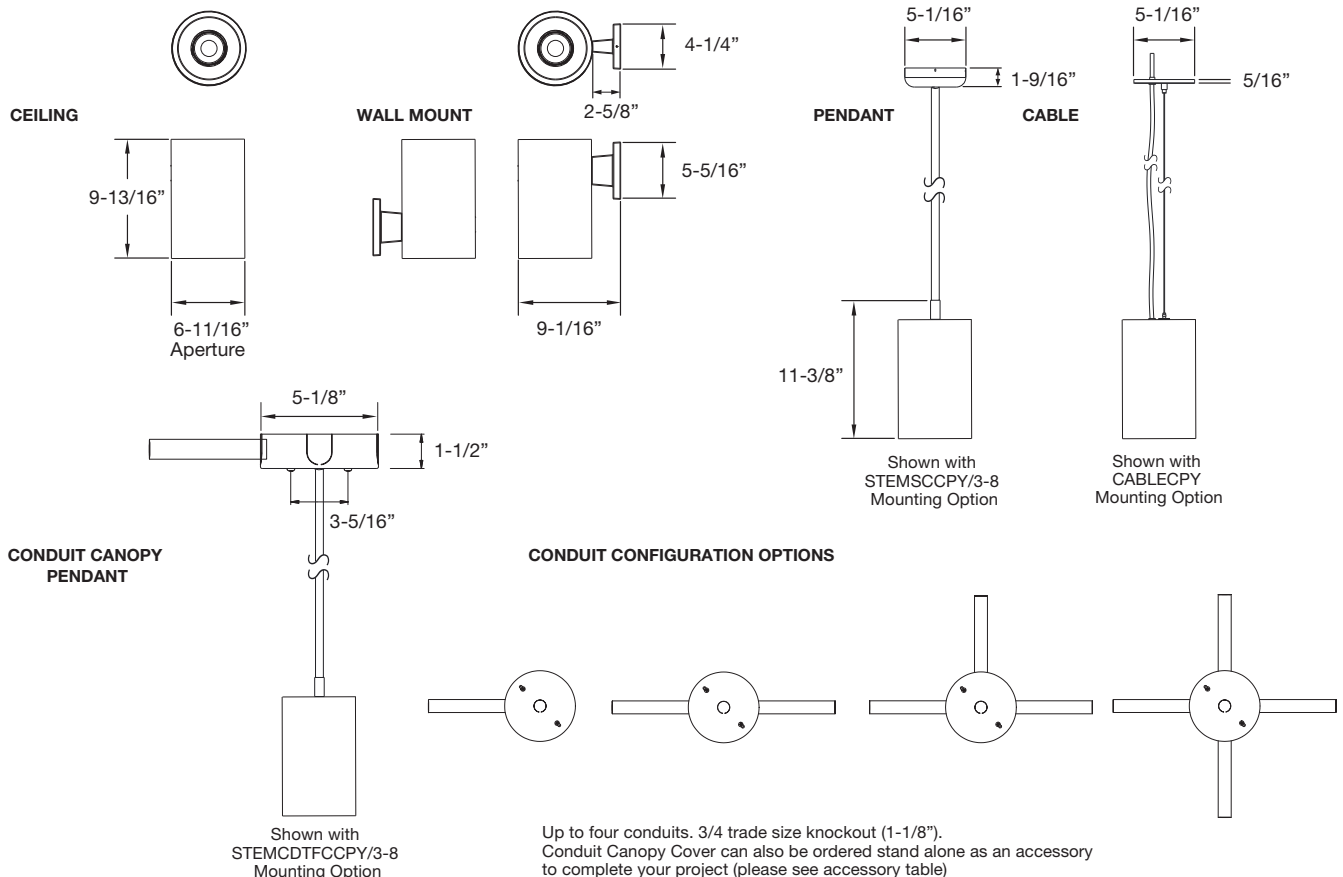 CEILING
9-13/16”
6-11/16”
Aperture
WALL MOUNT
4-1/4”
2-5/8”
5-5/16”
9-1/16”
PENDANT
5-1/16”
1-9/16”
11-3/8”
Shown with
STEMSCCPY/3-8
Mounting Option
CABLE
5-1/16”
5/16”
Shown with
CABLECPY
Mounting Option
CONDUIT CANOPY
PENDANT
5-1/8”
1-1/2”
3-5/16”
Shown with
STEMCDTFCCPY/3-8
Mounting Option
CONDUIT CONFIGURATION OPTIONS
Up to four conduits. 3/4 trade size knockout (1-1/8”).
Conduit Canopy Cover can also be ordered stand alone as an accessory
to complete your project (please see accessory table)